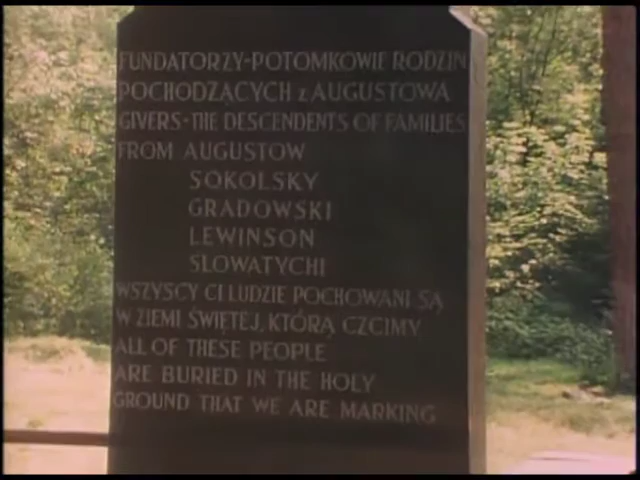 FUNDATORZY-POTOMKOWIE RODZIN
POCHODZĄCYCH z AUGUSTOWA
GIVERS-THE DESCENDENTS OF FAMILIES
FROM AUGUSTOW
SOKOLSKY
GRADOWSKI
LEWINSON
SLOWATYCHI
WSZYSCY CI LUDZIE POCHOWANI SĄ
W ZIEMI ŚWIĘTEJ, KTÓRĄ CZCIMY,
ALL OF THESE PEOPLE
ARE BURIED IN THE HOLY
GROUND THAT WE ARE MARKING